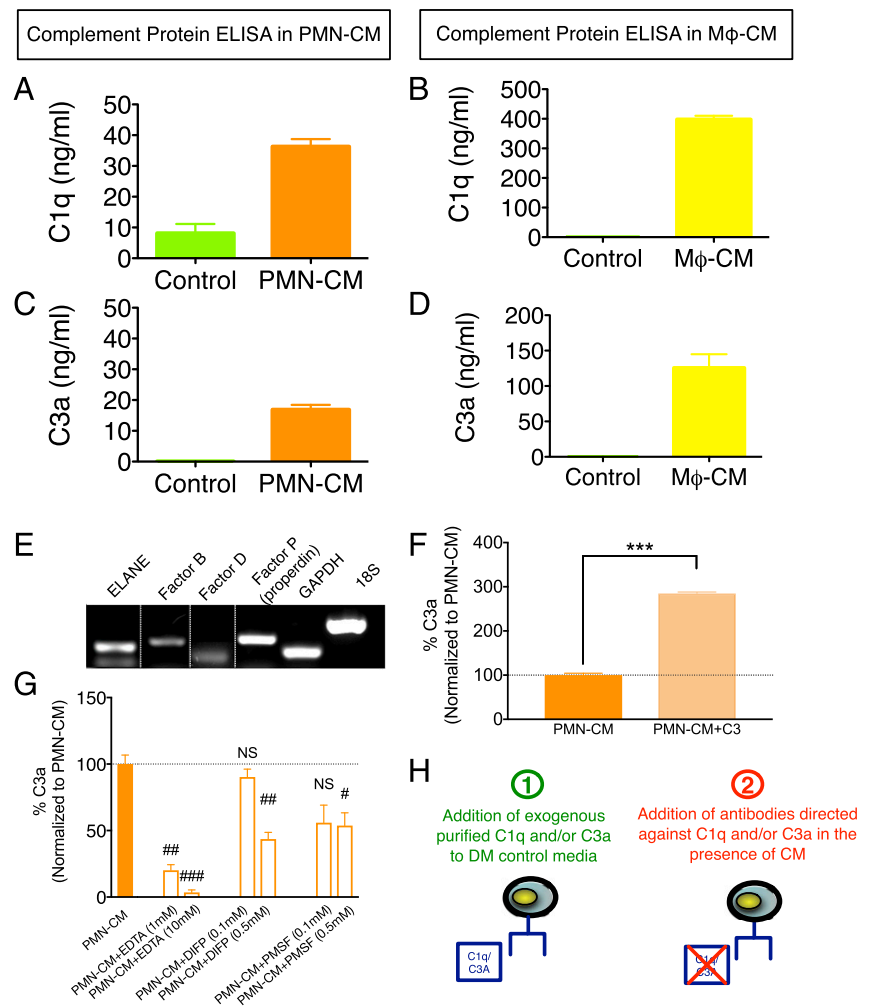 Complement Protein ELISA in PMN-CM
Complement Protein ELISA in Mϕ-CM
A
C1q (ng/ml)
50
40
30
20
10
0
Control
PMN-CM
B
C1q (ng/ml)
500
400
300
200
100
0
Control
Mϕ-CM
C
C3a (ng/ml)
50
40
30
20
10
0
Control
PMN-CM
D
C3a (ng/ml)
200
150
100
50
0
Control
Mϕ-CM
E
ELANE
Factor B
Factor D
Factor P
(properdin)
GAPDH
18S
F
% C3a
(Normalized to PMN-CM)
400
300
200
100
0
***
PMN-CM
PMN-CM+C3
G
% C3a
(Normalized to PMN-CM)
150
100
50
0
##
###
NS
##
NS
#
PMN-CM
PMN-CM+EDTA (1mM)
PMN-CM+EDTA (10mM)
PMN-CM+DIFP (0.1mM)
PMN-CM+DIFP (0.5mM)
PMN-CM+PMSF (0.1mM)
PMN-CM+PMSF (0.5mM)
H
1
Addition of exogenous
purified C1q and/or C3a
to DM control media
C1q/
C3A
2
Addition of antibodies directed
against C1q and/or C3a in the
presence of CM
C1q/
C3A